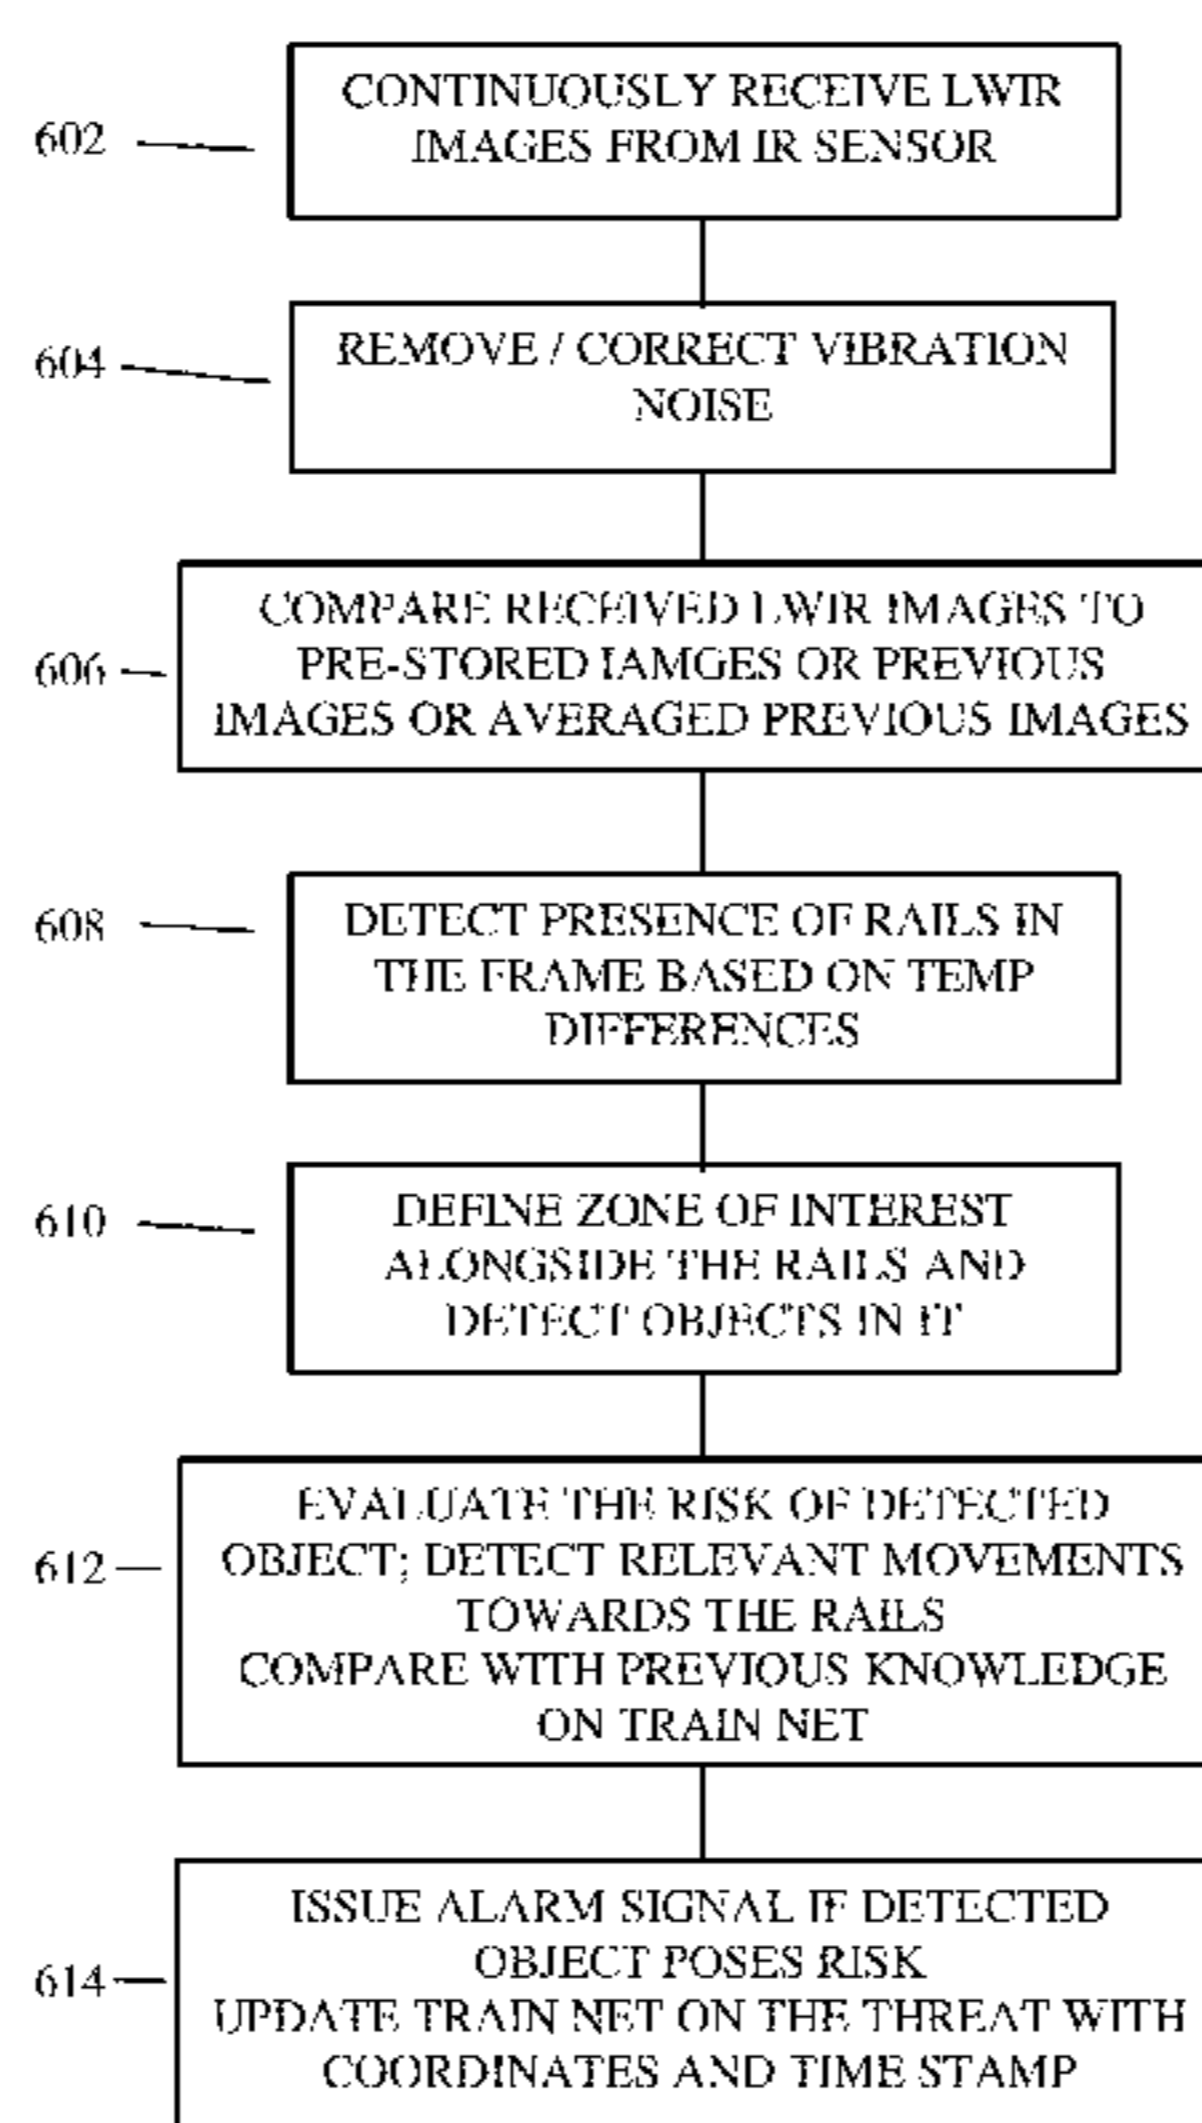 602
CONTINUOUSLY RECEIVE LWIR
IMAGES FROM IR SENSOR
604
REMOVE / CORRECT VIBRATION
NOISE
606
COMPARE RECEIVED LWIR IMAGES TO
PRE-STORED IAMGES OR PREVIOUS
IMAGES OR AVERAGED PREVIOUS IMAGES
608
DETECT PRESENCE OF RAILS IN
THE FRAME BASED ON TEMP
DIFFERENCES
610
DEFINE ZONE OF INTEREST
ALONGSIDE THE RAILS AND
DETECT OBJECTS IN IT
612
EVALUATE THE RISK OF DETECTED
OBJECT; DETECT RELEVANT MOVEMENTS
TOWARDS THE RAILS
COMPARE WITH PREVIOUS KNOWLEDGE
ON TRAIN NET
614
ISSUE ALARM SIGNAL IF DETECTED
OBJECT POSES RISK
UPDATE TRAIN NET ON THE THREAT WITH
COORDINATES AND TIME STAMP